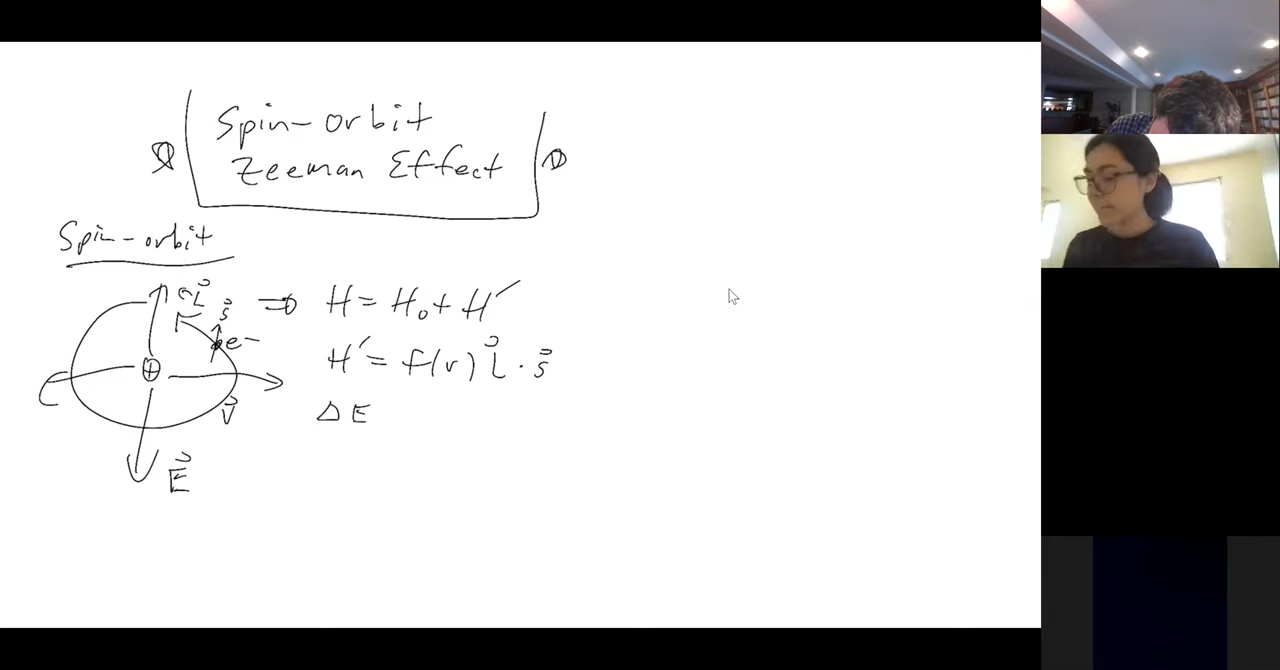 Spin-orbit
Zeeman Effect
Spin-orbit
L⃗ s⃗ ⇒ H = H₀ + H′
e−
H′ = f(r) L⃗ · s⃗
⊕
v⃗
ΔE
E⃗